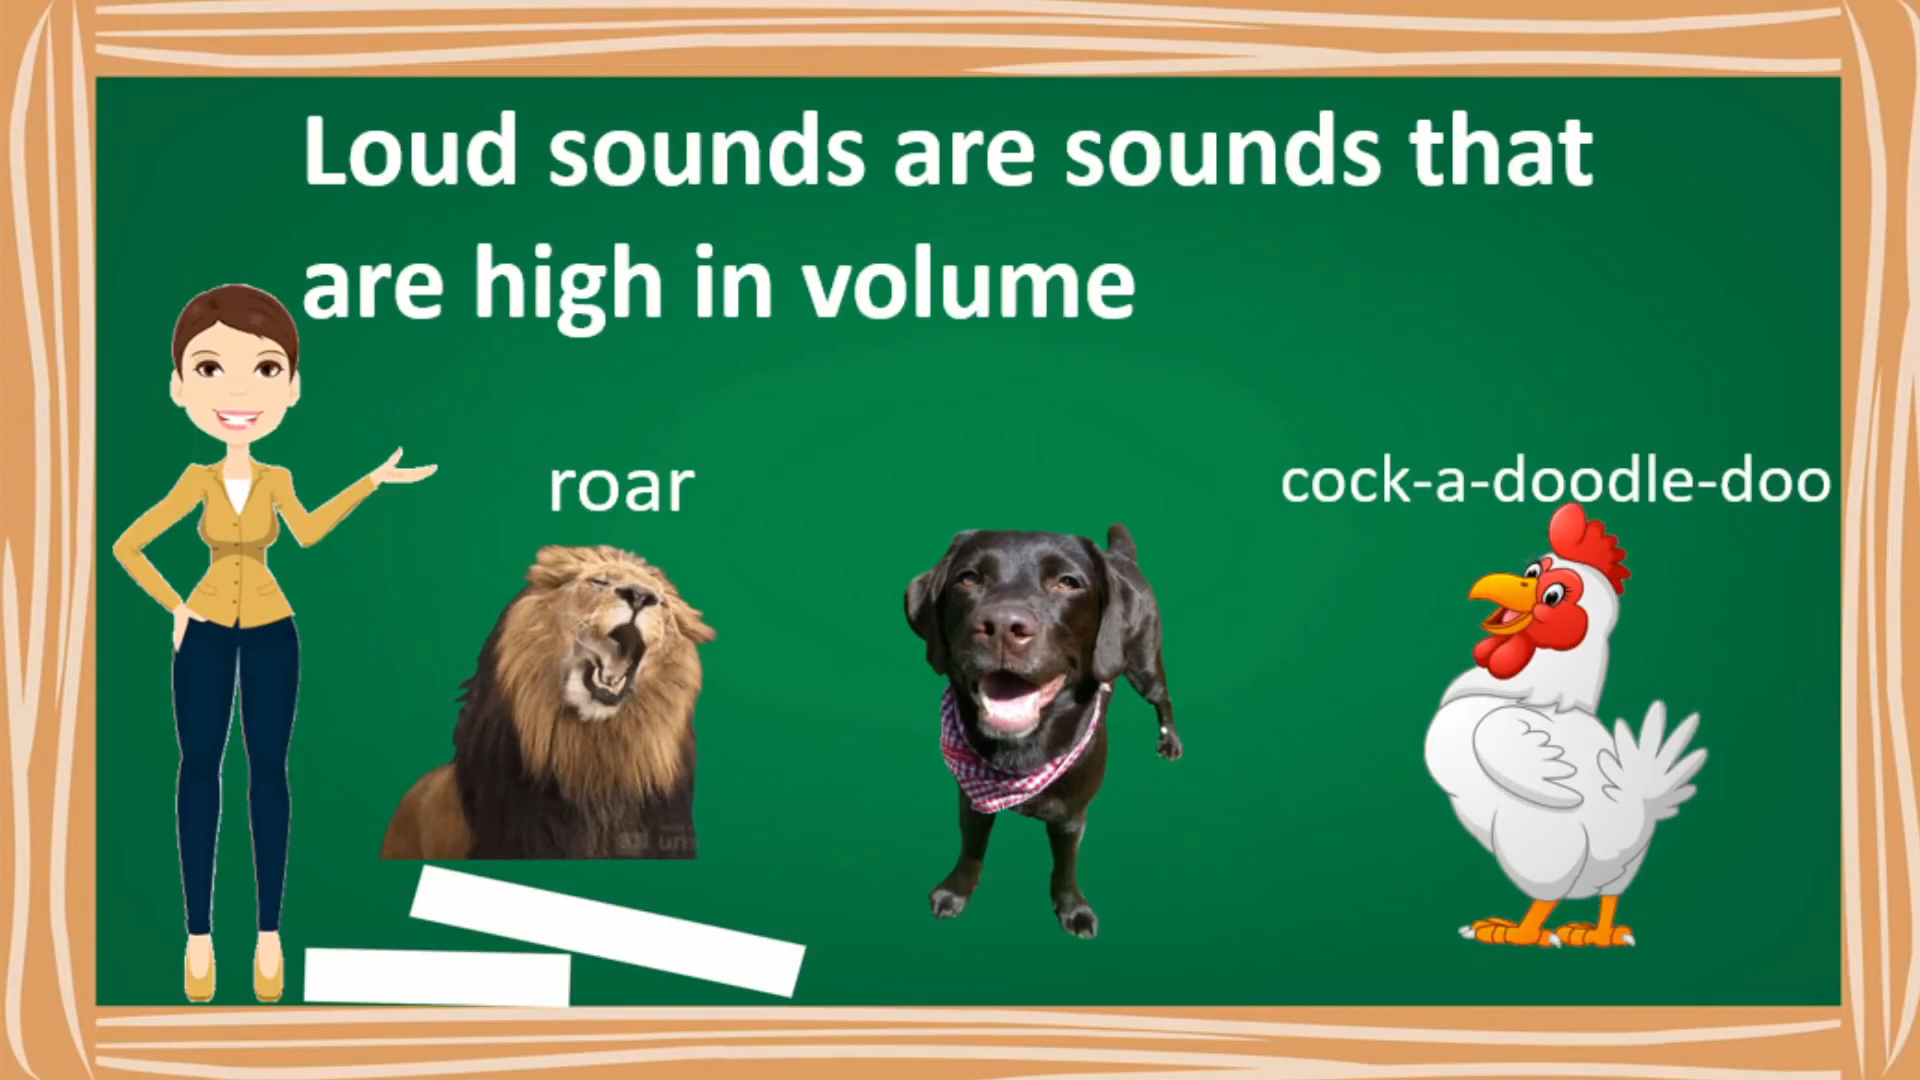 Loud sounds are sounds that
are high in volume
roar
cock-a-doodle-doo